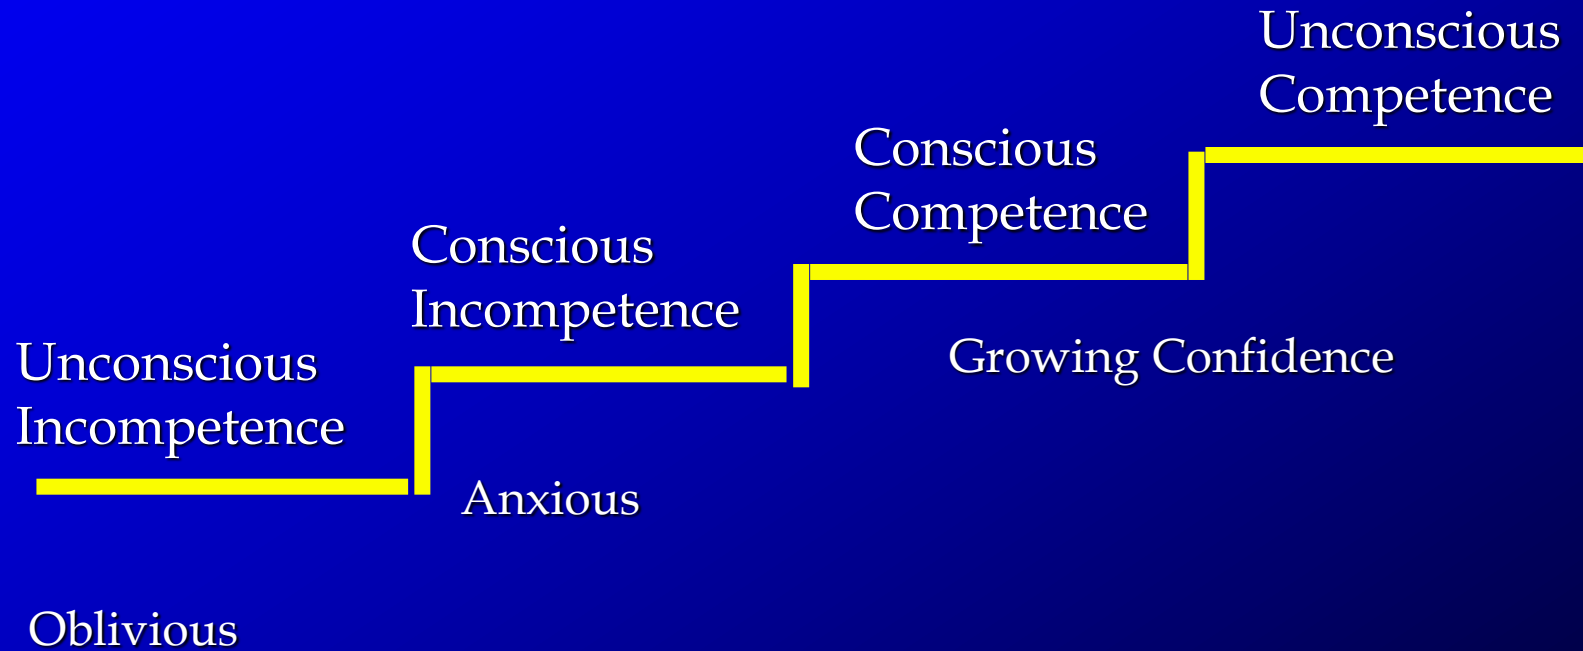 Unconscious
Competence
Conscious
Competence
Conscious
Incompetence
Unconscious
Incompetence
Growing Confidence
Anxious
Oblivious